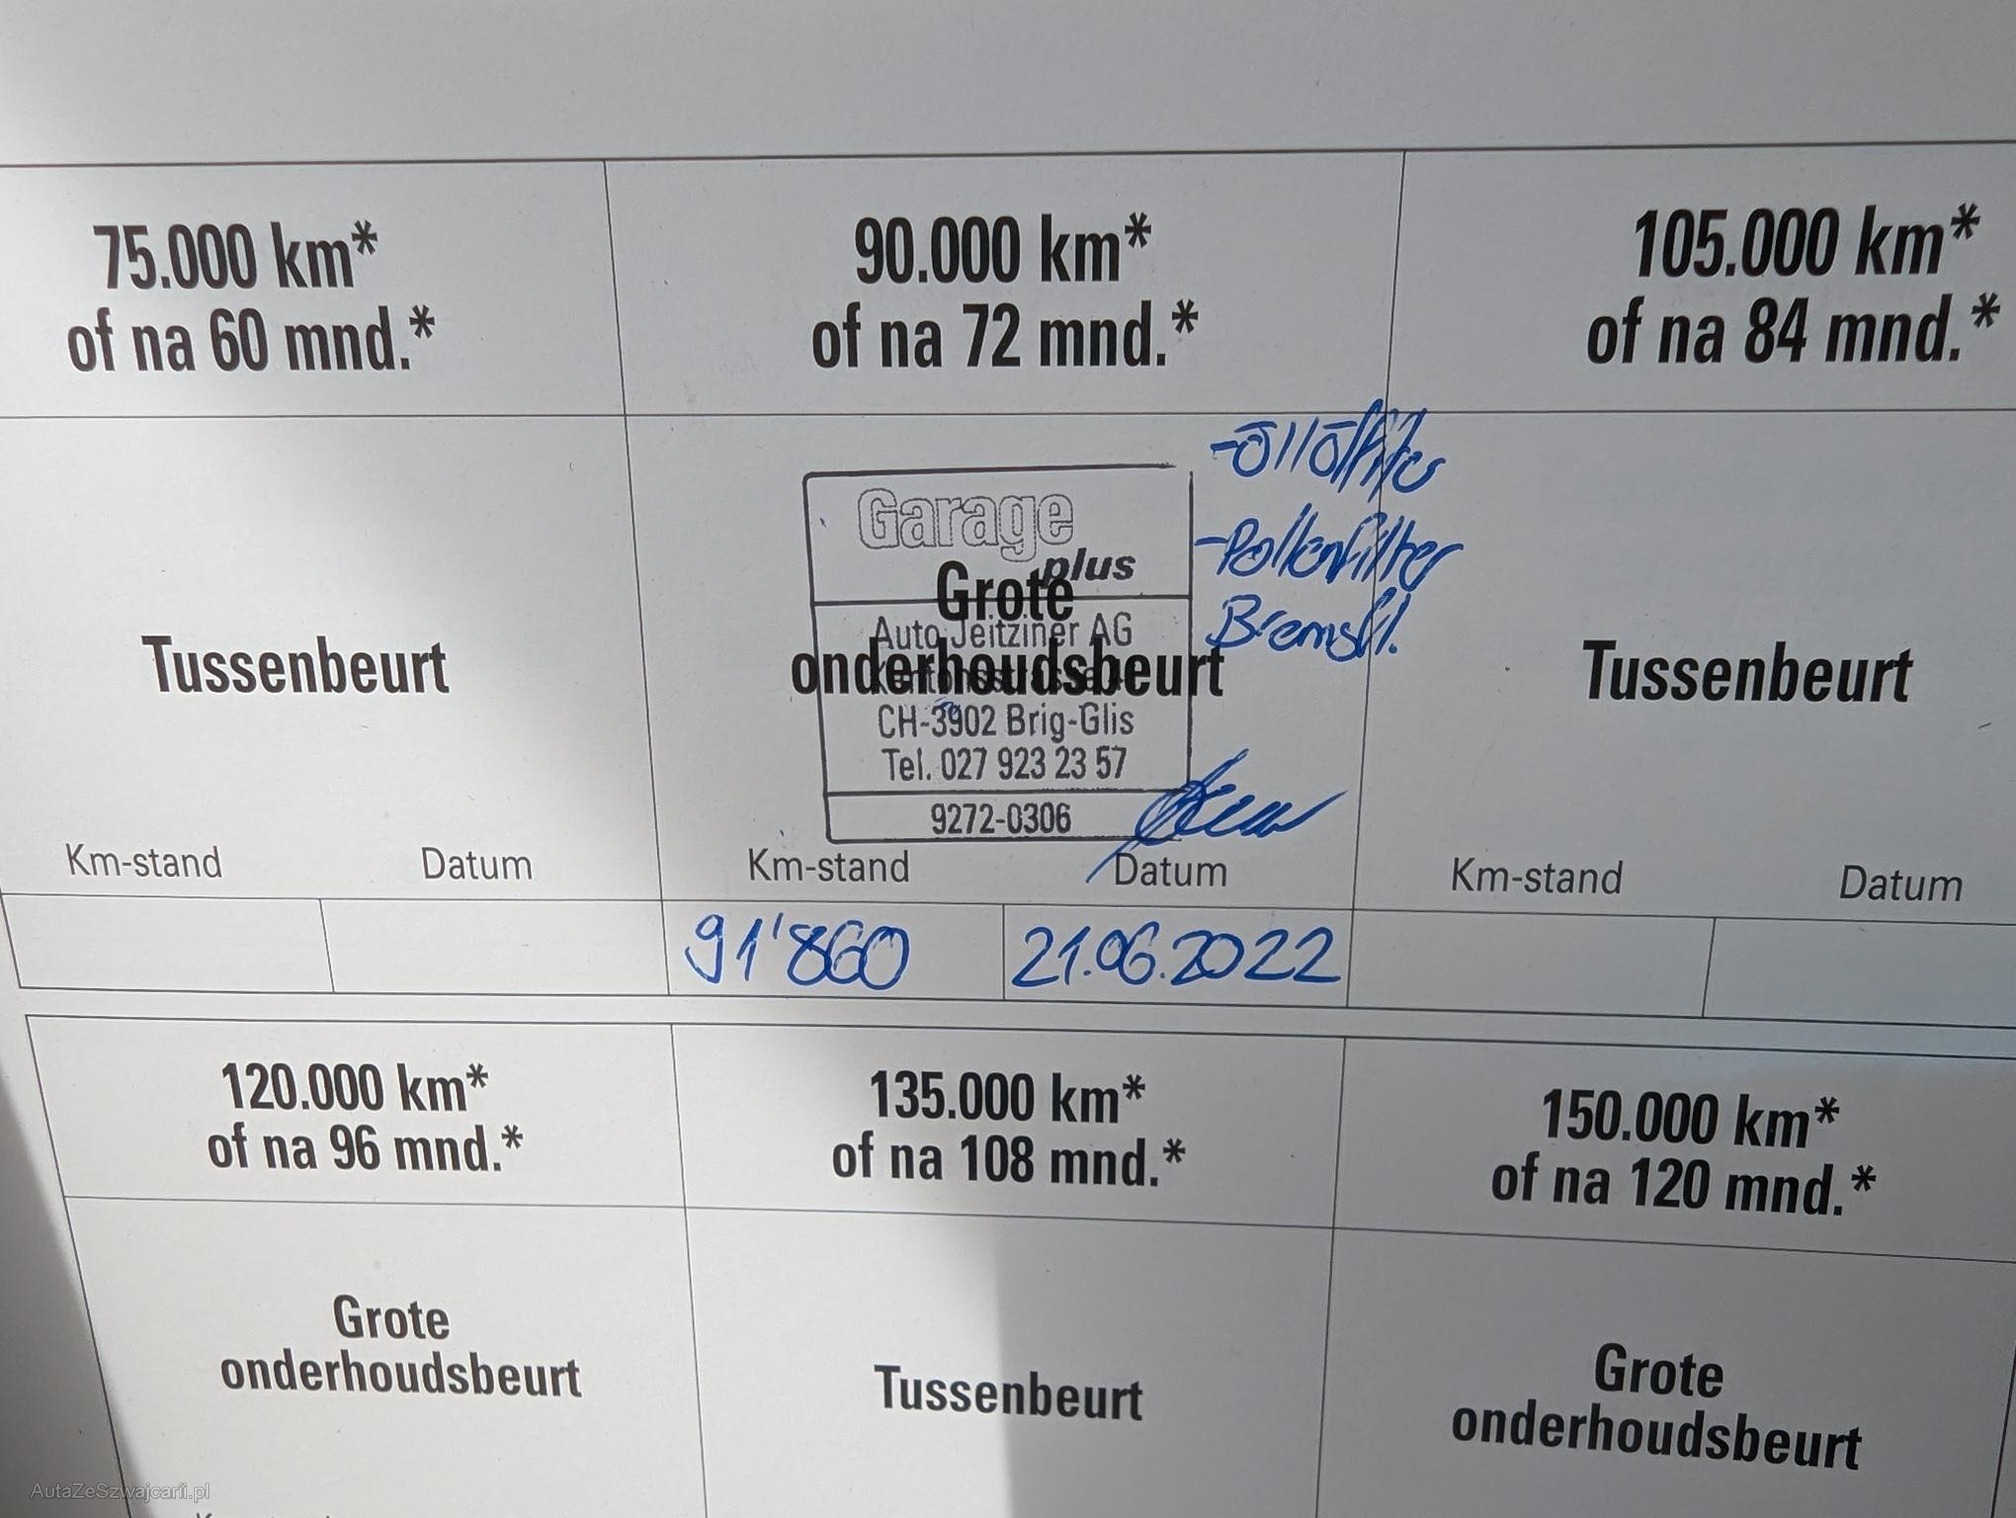 75.000 km*
of na 60 mnd.*
90.000 km*
of na 72 mnd.*
105.000 km*
of na 84 mnd.*
Tussenbeurt
Garage
plus
Grote
onderhoudsbeurt
Auto Jeitziner AG
CH-3902 Brig-Glis
Tel. 027 923 23 57
9272-0306
-Öl/Ölfilter
-Pollenfilter
Bremsfl.
Tussenbeurt
Km-stand
Datum
Km-stand
Datum
Km-stand
Datum
91'860
21.06.2022
120.000 km*
of na 96 mnd.*
135.000 km*
of na 108 mnd.*
150.000 km*
of na 120 mnd.*
Grote
onderhoudsbeurt
Tussenbeurt
Grote
onderhoudsbeurt
AutaZeSzwajcarii.pl